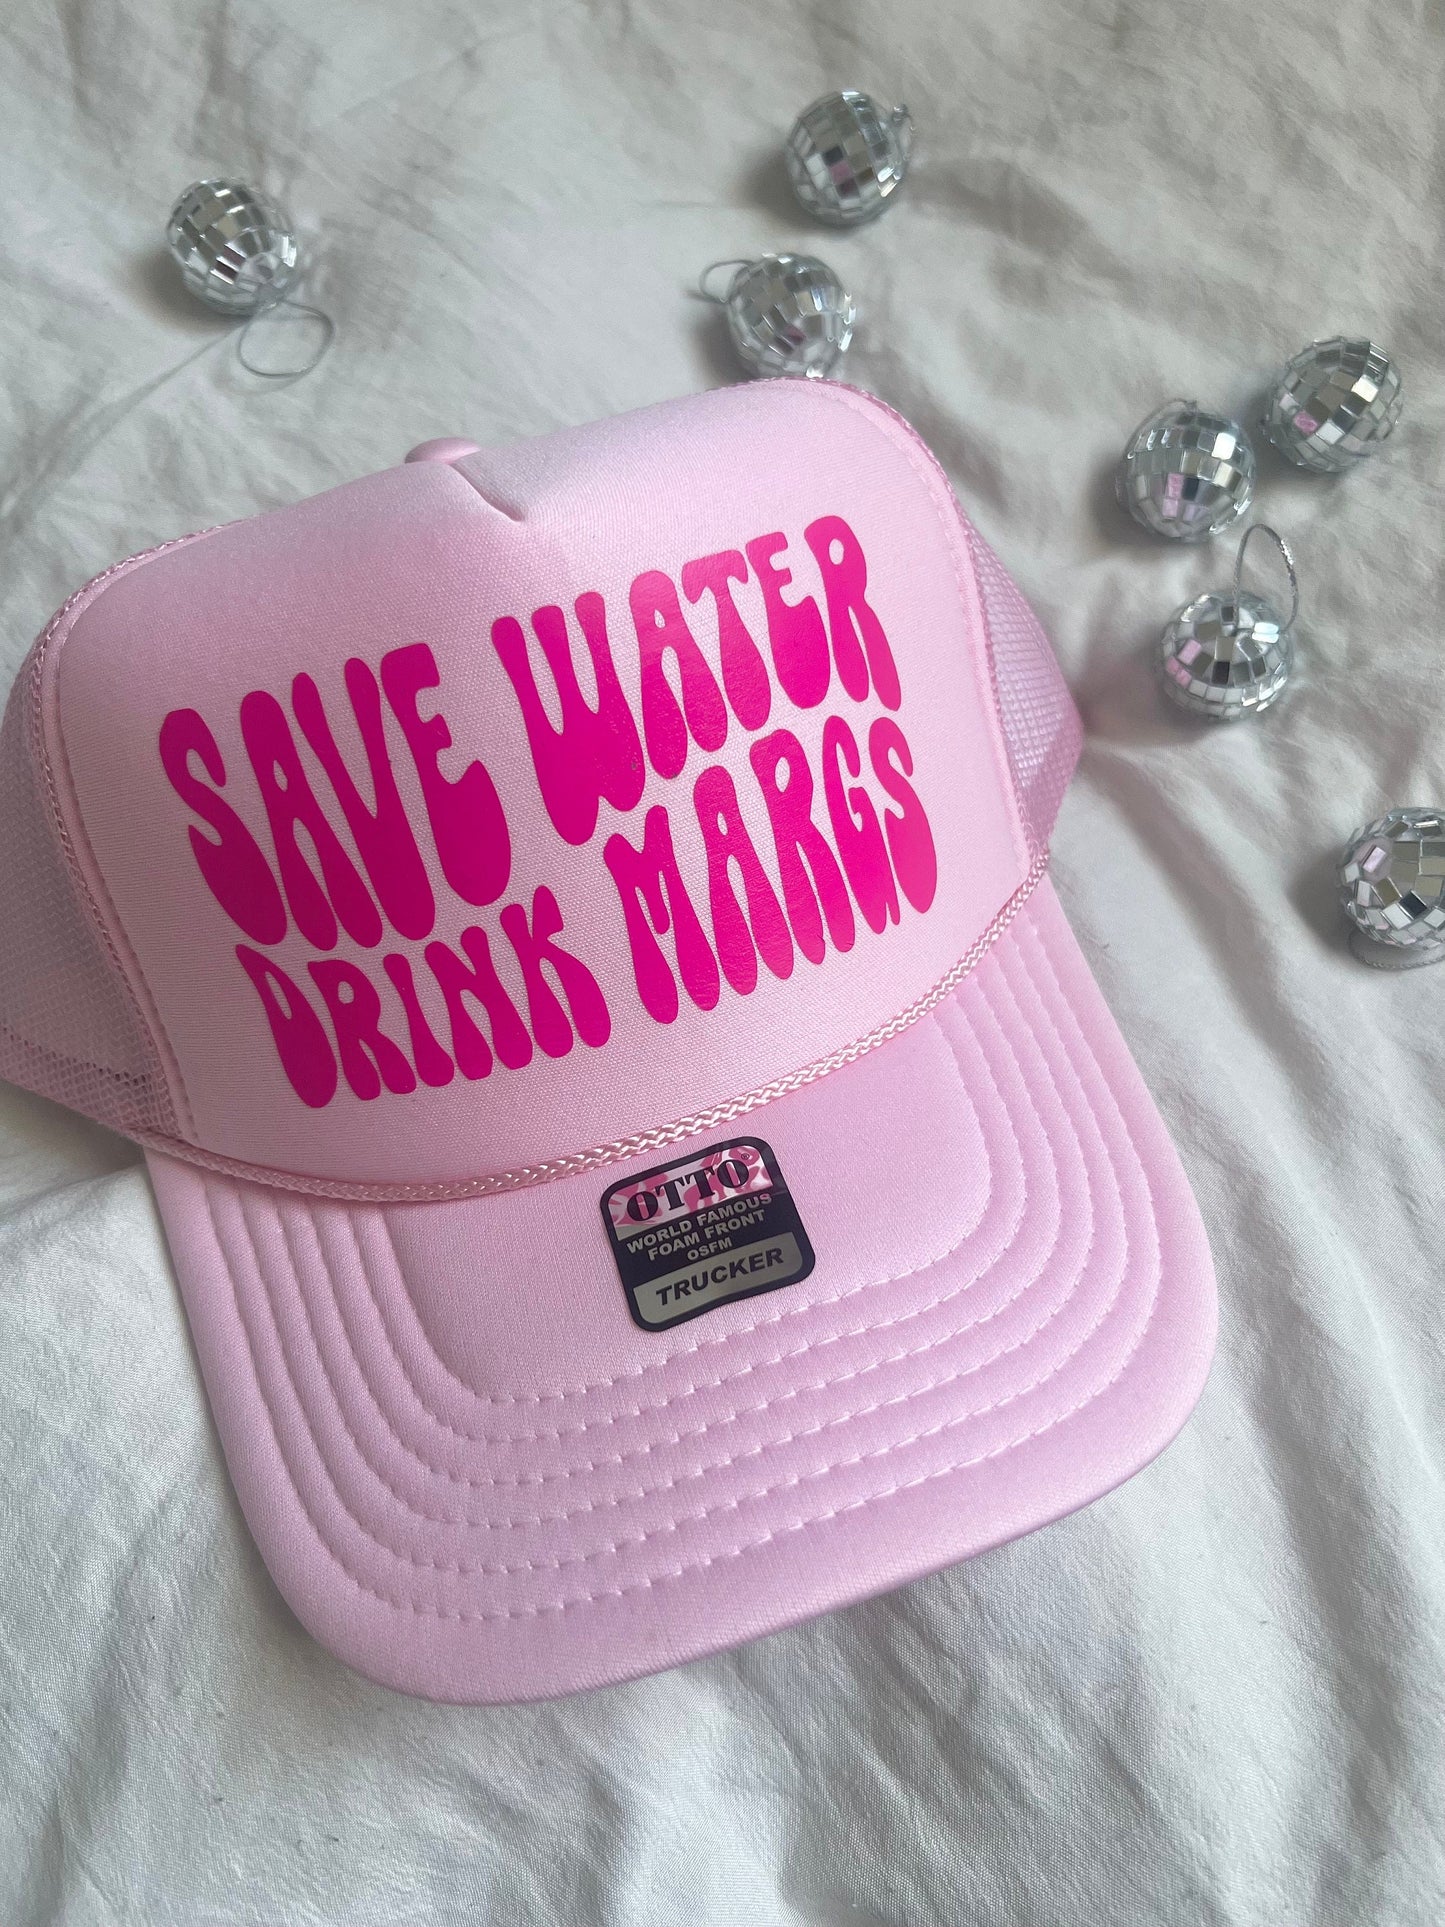 SAVE WATER
DRINK MARGS
OTTO®
WORLD FAMOUS
FOAM FRONT
OSFM
TRUCKER